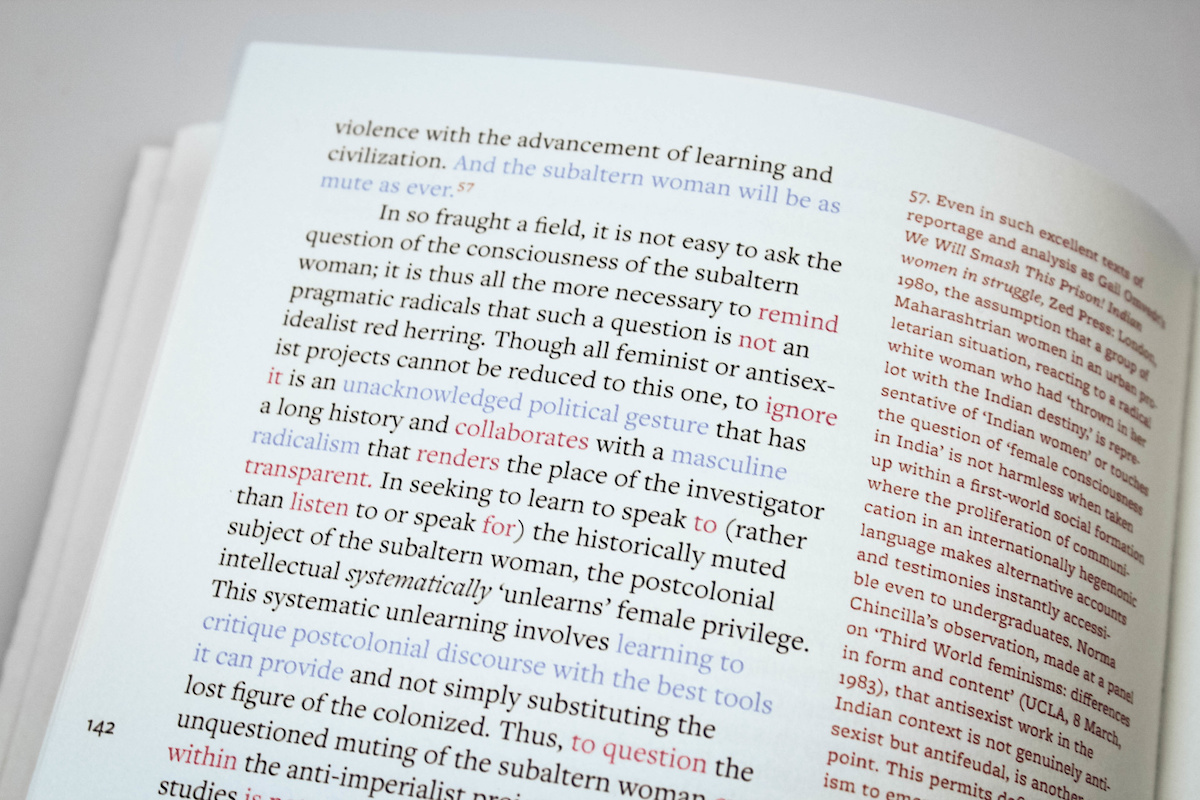 violence with the advancement of learning and
civilization. And the subaltern woman will be as
mute as ever.57
In so fraught a field, it is not easy to ask the
question of the consciousness of the subaltern
woman; it is thus all the more necessary to remind
pragmatic radicals that such a question is not an
idealist red herring. Though all feminist or antisex-
ist projects cannot be reduced to this one, to ignore
it is an unacknowledged political gesture that has
a long history and collaborates with a masculine
radicalism that renders the place of the investigator
transparent. In seeking to learn to speak to (rather
than listen to or speak for) the historically muted
subject of the subaltern woman, the postcolonial
intellectual systematically ‘unlearns’ female privilege.
This systematic unlearning involves learning to
critique postcolonial discourse with the best tools
it can provide and not simply substituting the
lost figure of the colonized. Thus, to question the
unquestioned muting of the subaltern woman
within the anti-imperialist
studies is
142
57. Even in such excellent texts of
reportage and analysis as Gail Omvedt's
We Will Smash This Prison! Indian
women in struggle, Zed Press: London,
1980, the assumption that a group of
Maharashtrian women in an urban pro-
letarian situation, reacting to a radical
white woman who had ‘thrown in her
lot with the Indian destiny,’ is repre-
sentative of ‘Indian women’ or touches
the question of ‘female consciousness
in India’ is not harmless when taken
up within a first-world social formation
where the proliferation of communi-
cation in an internationally hegemonic
language makes alternative accounts
and testimonies instantly accessi-
ble even to undergraduates. Norma
Chincilla’s observation, made at a panel
on ‘Third World feminisms: differences
in form and content’ (UCLA, 8 March,
1983), that antisexist work in the
Indian context is not genuinely anti-
sexist but antifeudal, is another
point. This permits
ism to